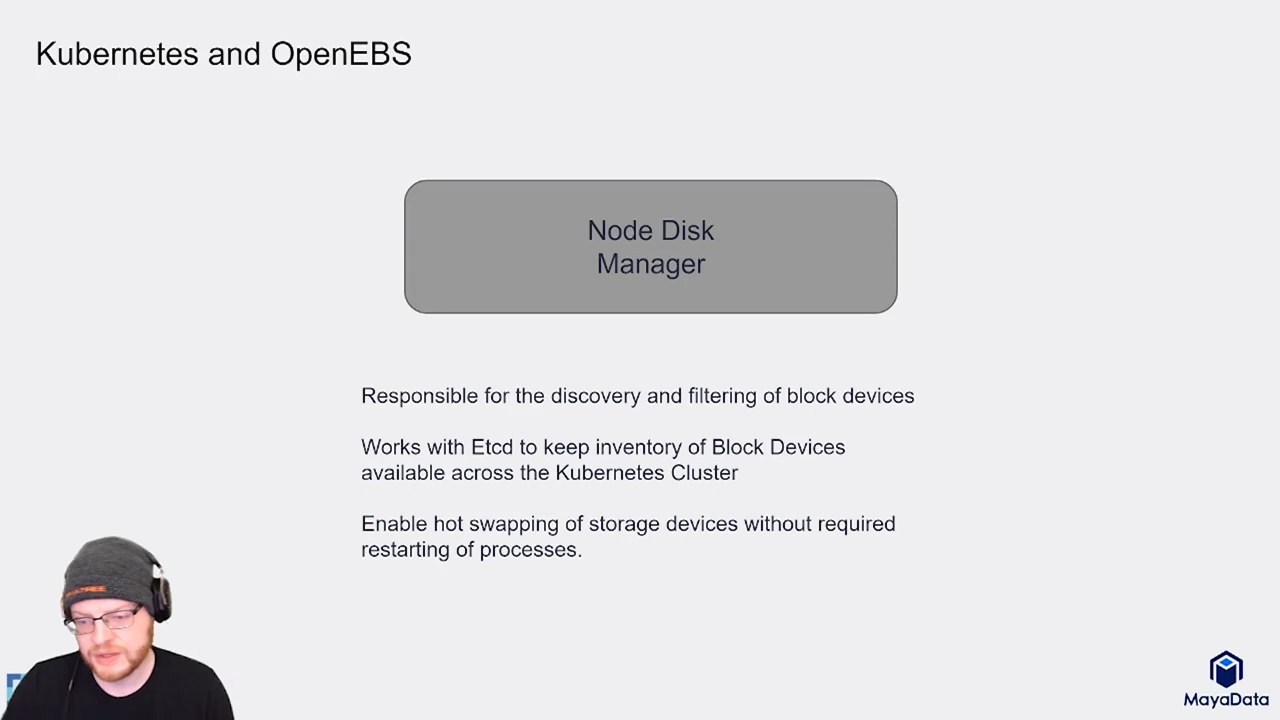 Kubernetes and OpenEBS
Node Disk
Manager
Responsible for the discovery and filtering of block devices
Works with Etcd to keep inventory of Block Devices
available across the Kubernetes Cluster
Enable hot swapping of storage devices without required
restarting of processes.
MayaData